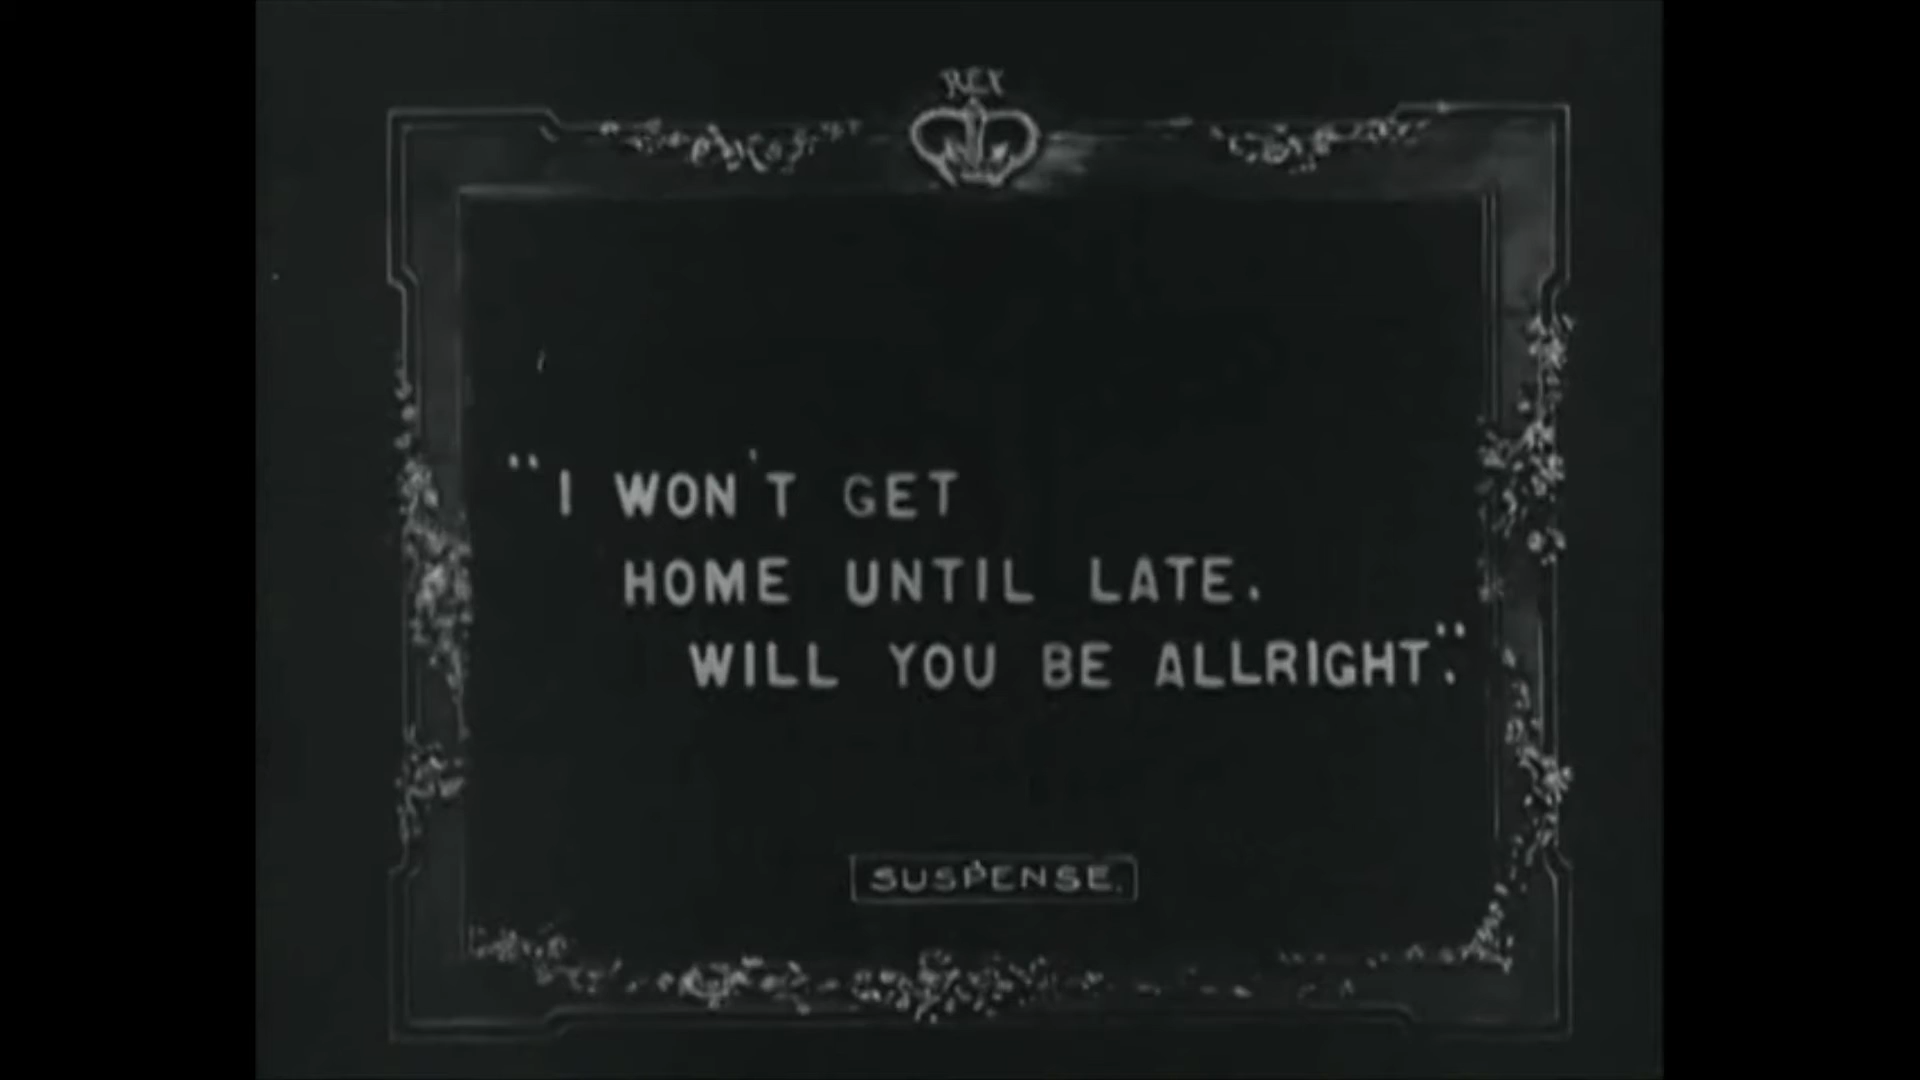 REX
"I WON'T GET
HOME UNTIL LATE.
WILL YOU BE ALLRIGHT."
SUSPENSE.